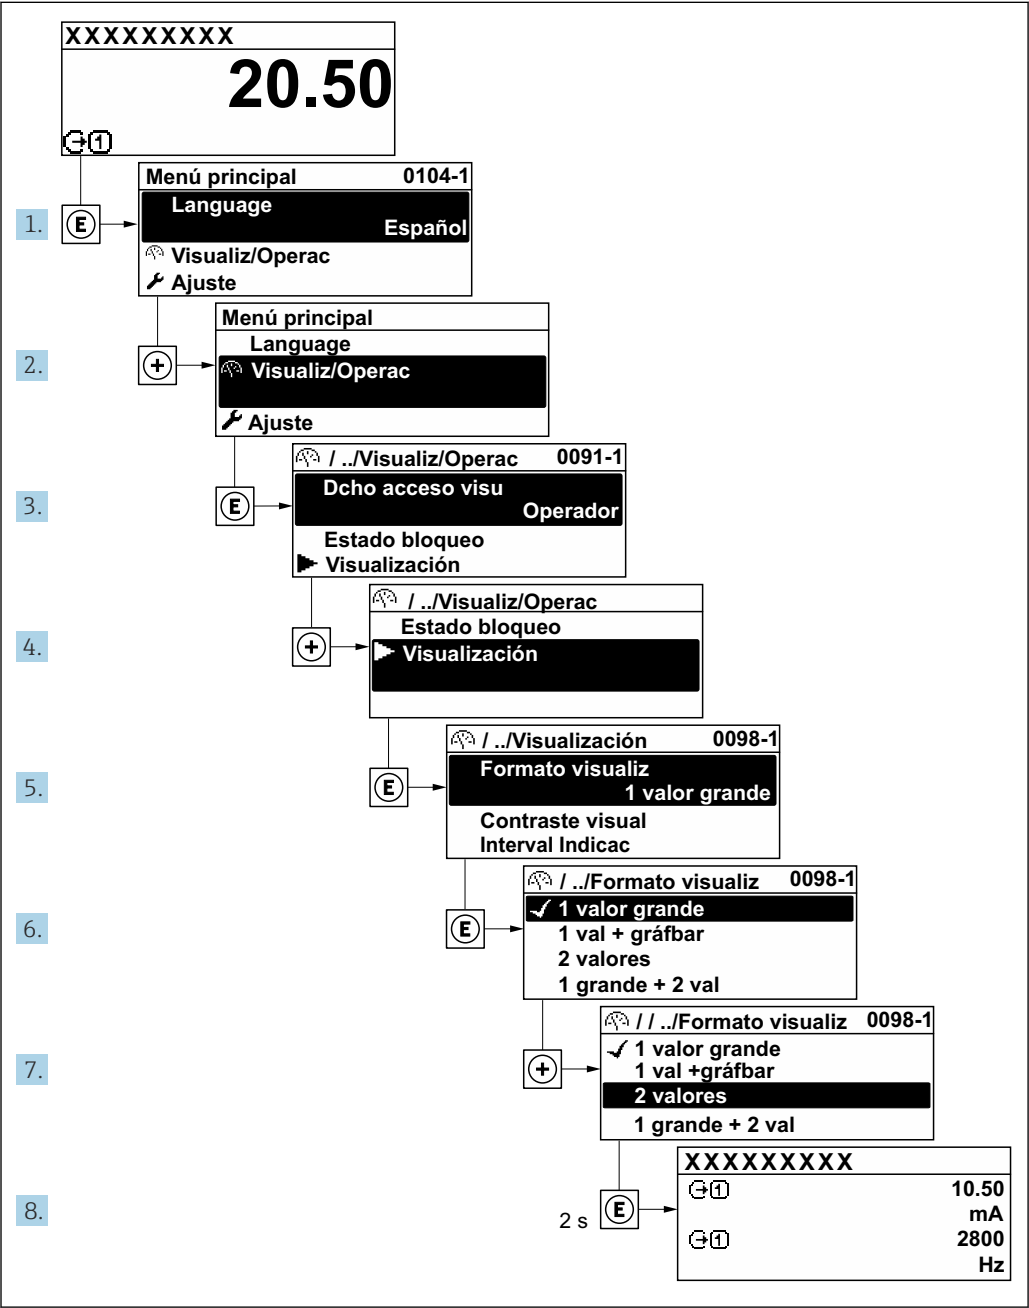 XXXXXXXXX
20.50
1
1.
E
Menú principal 0104-1
Language
Español
Visualiz/Operac
Ajuste
2.
+
Menú principal
Language
Visualiz/Operac
Ajuste
3.
E
/ ../Visualiz/Operac 0091-1
Dcho acceso visu
Operador
Estado bloqueo
Visualización
4.
+
/ ../Visualiz/Operac
Estado bloqueo
Visualización
5.
E
/ ../Visualización 0098-1
Formato visualiz
1 valor grande
Contraste visual
Interval Indicac
6.
E
/ ../Formato visualiz 0098-1
1 valor grande
1 val + gráfbar
2 valores
1 grande + 2 val
7.
+
/ / ../Formato visualiz 0098-1
1 valor grande
1 val +gráfbar
2 valores
1 grande + 2 val
8.
2 s
E
XXXXXXXXX
1 10.50
mA
1 2800
Hz